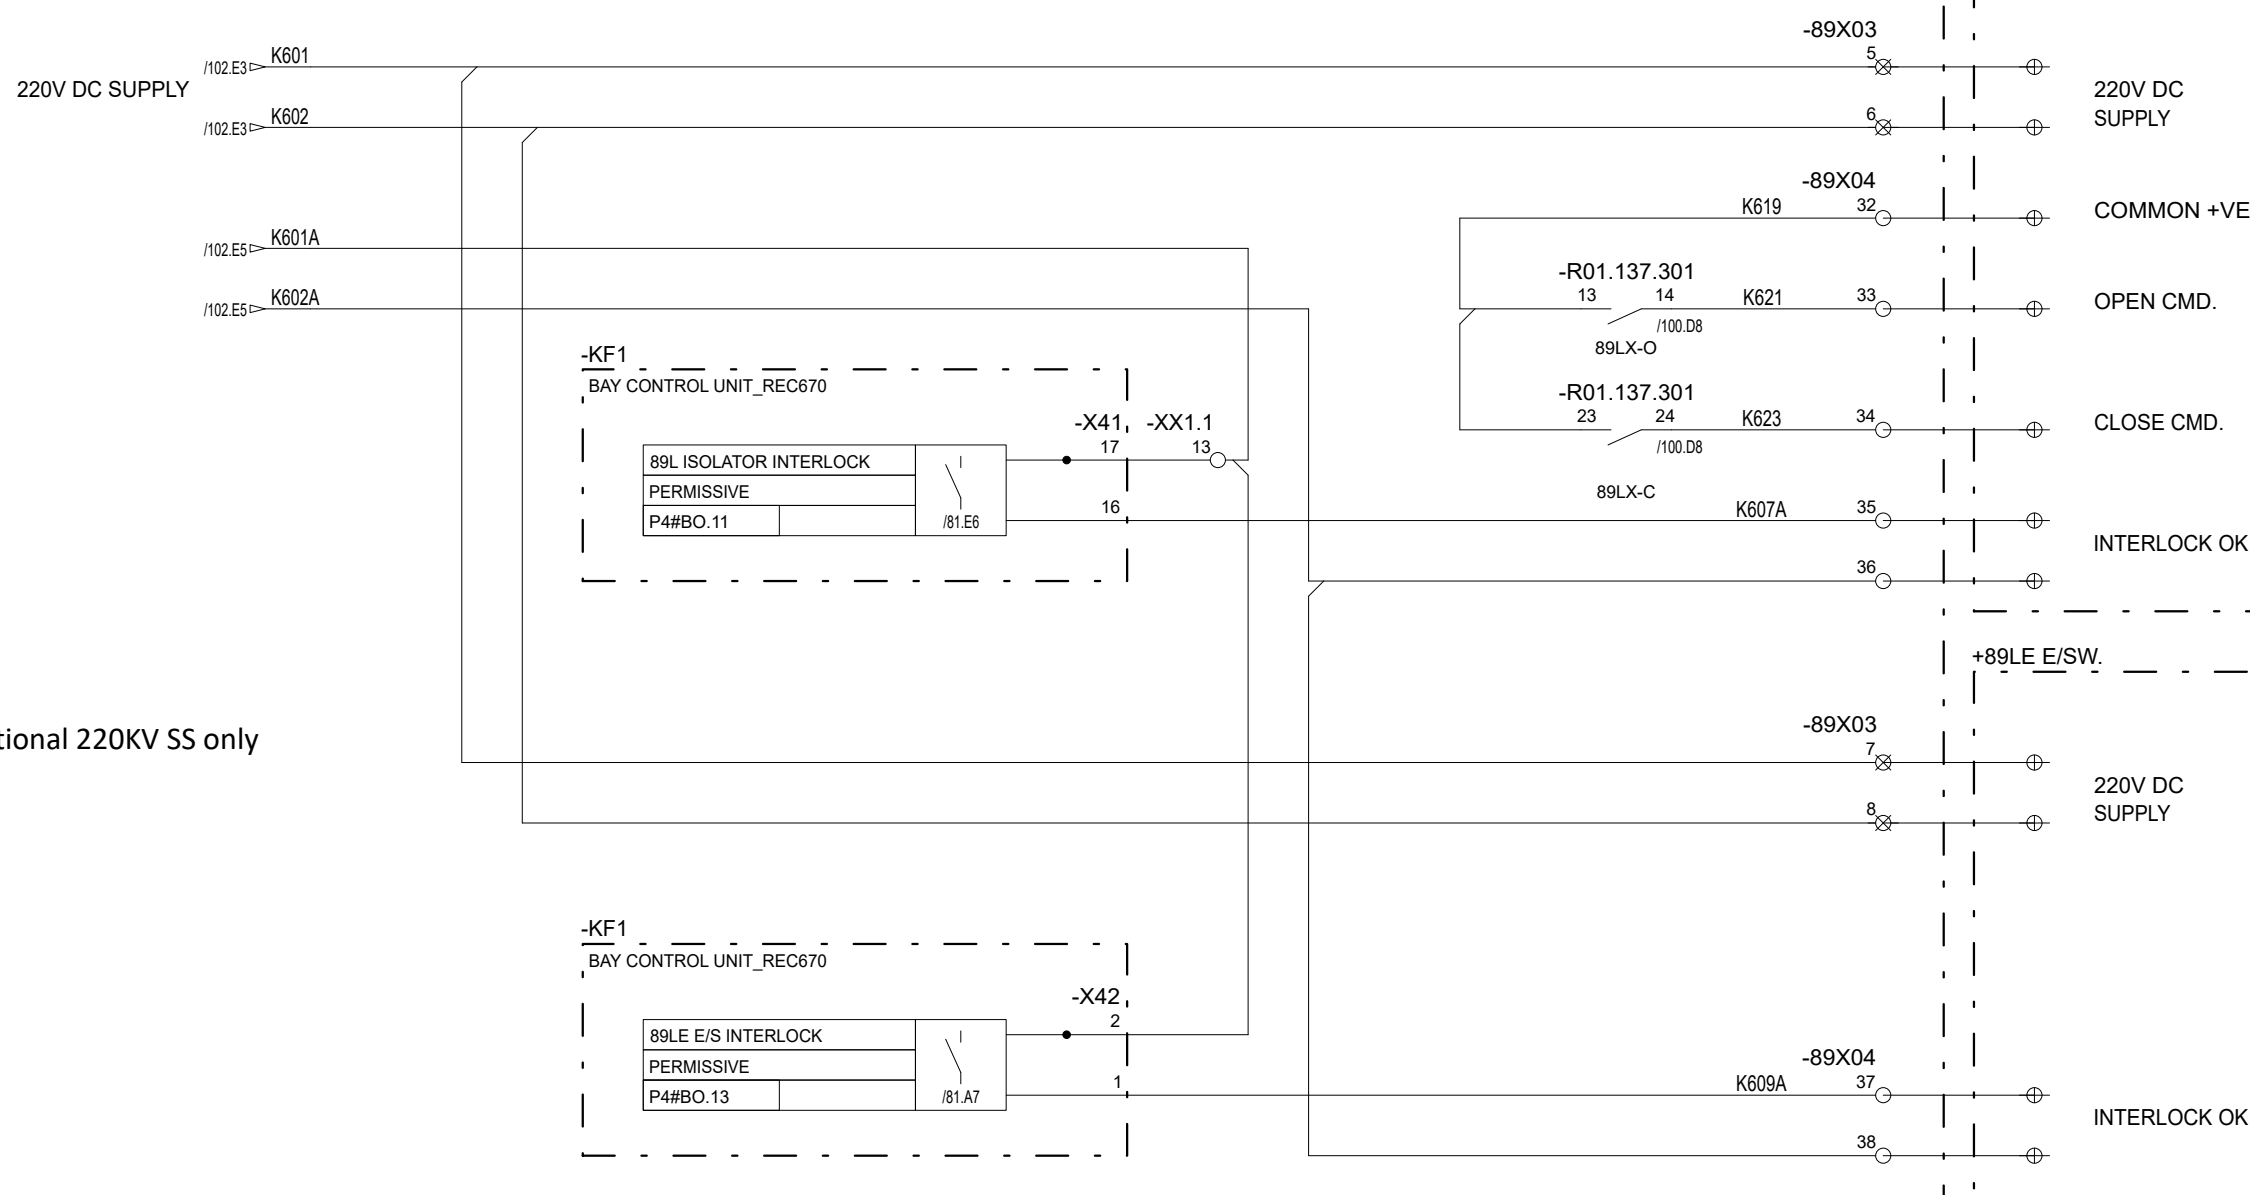 -89X03
K601
5
/102.E3
220V DC SUPPLY
220V DC
SUPPLY
K602
6
/102.E3
-89X04
K619
32
COMMON +VE
K601A
/102.E5
-R01.137.301
13
14
K621
33
OPEN CMD.
K602A
/102.E5
/100.D8
89LX-O
-KF1
BAY CONTROL UNIT_REC670
-R01.137.301
23
24
K623
34
CLOSE CMD.
-X41
-XX1.1
17
13
/100.D8
89L ISOLATOR INTERLOCK
PERMISSIVE
P4#BO.11
/81.E6
89LX-C
16
K607A
35
INTERLOCK OK
36
+89LE E/SW.
tional 220KV SS only
-89X03
7
220V DC
SUPPLY
8
-KF1
BAY CONTROL UNIT_REC670
-X42
2
89LE E/S INTERLOCK
PERMISSIVE
P4#BO.13
/81.A7
-89X04
1
K609A
37
INTERLOCK OK
38